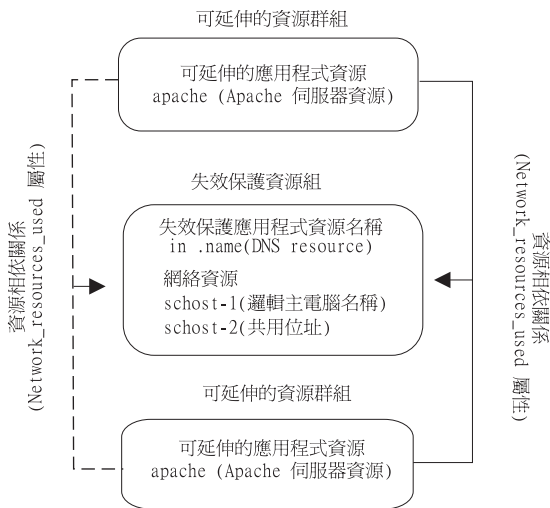 可延伸的資源群組
可延伸的應用程式資源
apache (Apache 伺服器資源)
資源相依關係
(Network_resources_used 屬性)
失效保護資源組
失效保護應用程式資源名稱
in .name(DNS resource)
網絡資源
schost-1(邏輯主電腦名稱)
schost-2(共用位址)
資源相依關係
(Network_resources_used 屬性)
可延伸的資源群組
可延伸的應用程式資源
apache (Apache 伺服器資源)